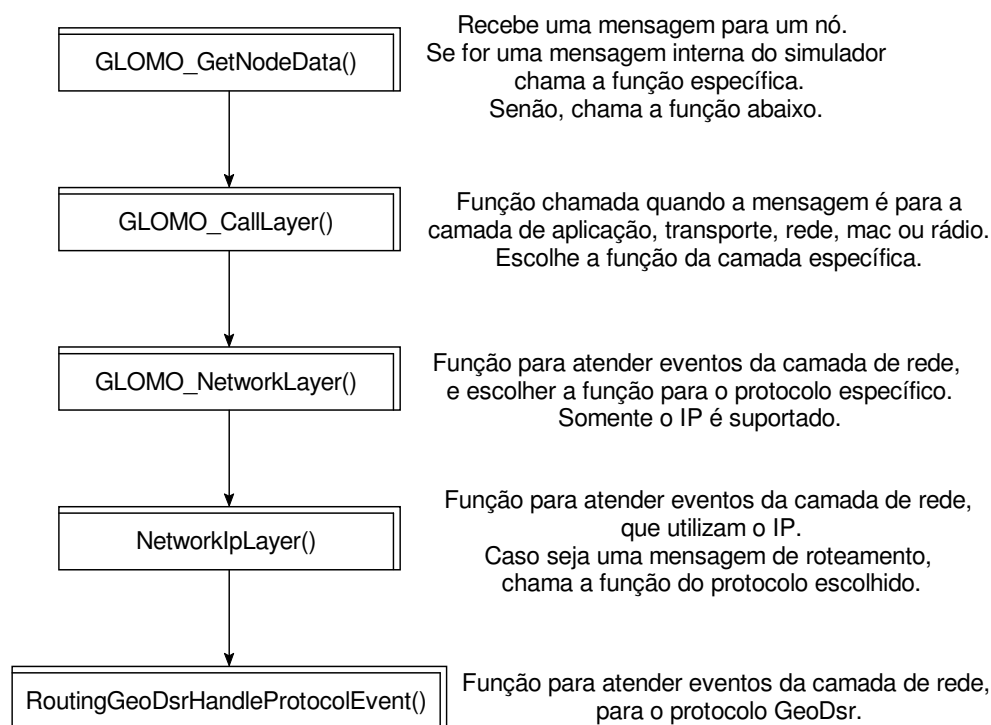 GLOMO_GetNodeData()
Recebe uma mensagem para um nó.
Se for uma mensagem interna do simulador
chama a função específica.
Senão, chama a função abaixo.
GLOMO_CallLayer()
Função chamada quando a mensagem é para a
camada de aplicação, transporte, rede, mac ou rádio.
Escolhe a função da camada específica.
GLOMO_NetworkLayer()
Função para atender eventos da camada de rede,
e escolher a função para o protocolo específico.
Somente o IP é suportado.
NetworkIpLayer()
Função para atender eventos da camada de rede,
que utilizam o IP.
Caso seja uma mensagem de roteamento,
chama a função do protocolo escolhido.
RoutingGeoDsrHandleProtocolEvent()
Função para atender eventos da camada de rede,
para o protocolo GeoDsr.